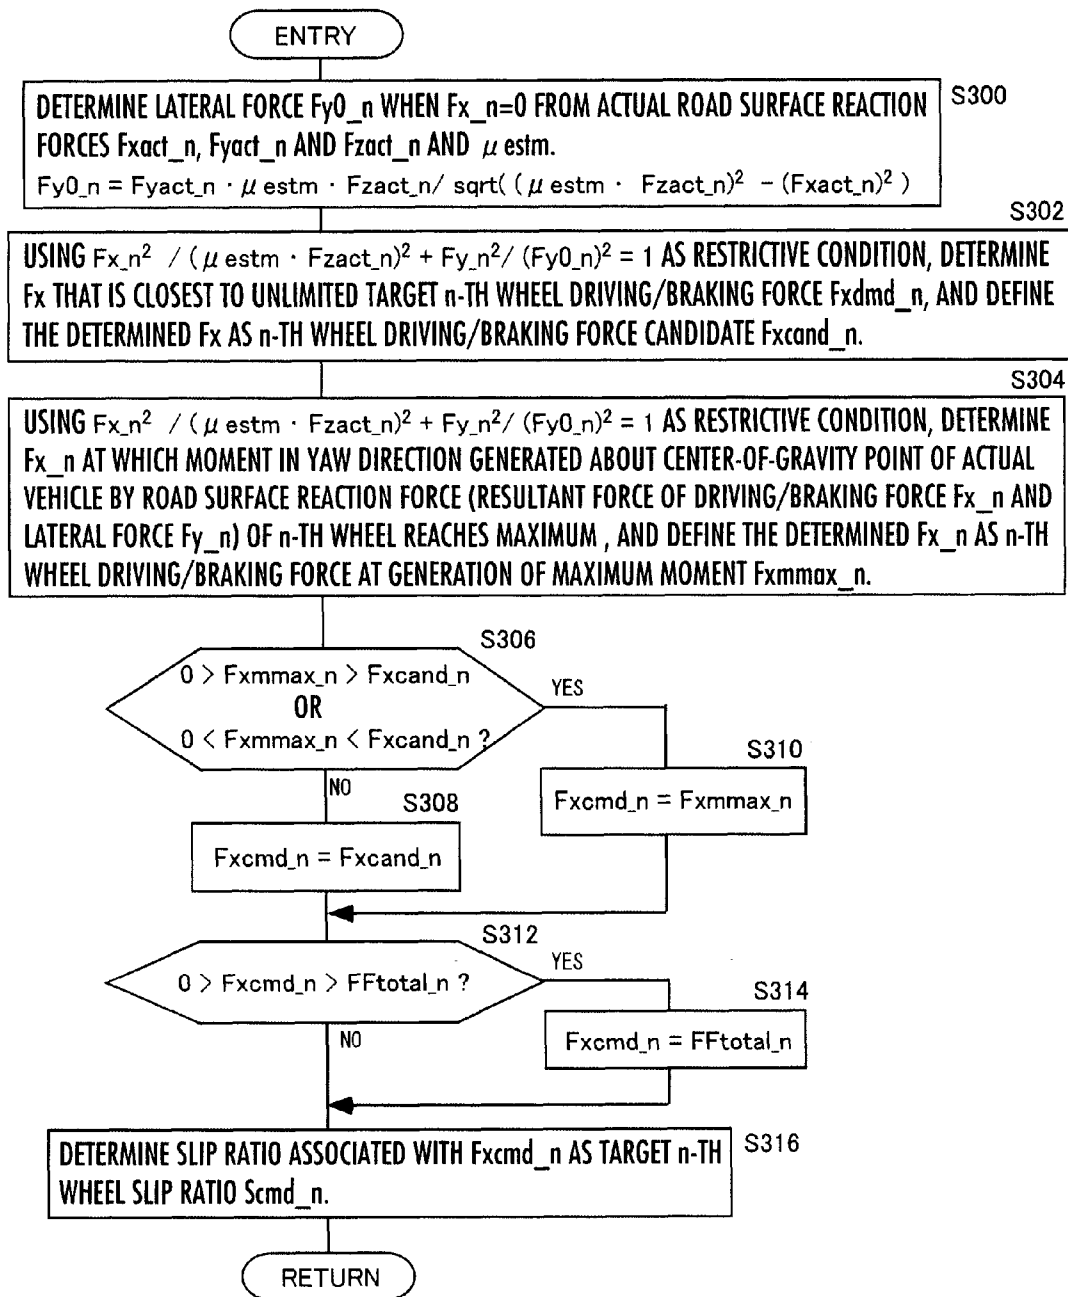 ENTRY
S300
DETERMINE LATERAL FORCE Fy0_n WHEN Fx_n=0 FROM ACTUAL ROAD SURFACE REACTION
FORCES Fxact_n, Fyact_n AND Fzact_n AND μ estm.
Fy0_n = Fyact_n · μ estm · Fzact_n/ sqrt( ( μ estm · Fzact_n)² - (Fxact_n)² )
S302
USING Fx_n² / ( μ estm · Fzact_n)² + Fy_n²/ (Fy0_n)² = 1 AS RESTRICTIVE CONDITION, DETERMINE
Fx THAT IS CLOSEST TO UNLIMITED TARGET n-TH WHEEL DRIVING/BRAKING FORCE Fxdmd_n, AND DEFINE
THE DETERMINED Fx AS n-TH WHEEL DRIVING/BRAKING FORCE CANDIDATE Fxcand_n.
S304
USING Fx_n² / ( μ estm · Fzact_n)² + Fy_n²/ (Fy0_n)² = 1 AS RESTRICTIVE CONDITION, DETERMINE
Fx_n AT WHICH MOMENT IN YAW DIRECTION GENERATED ABOUT CENTER-OF-GRAVITY POINT OF ACTUAL
VEHICLE BY ROAD SURFACE REACTION FORCE (RESULTANT FORCE OF DRIVING/BRAKING FORCE Fx_n AND
LATERAL FORCE Fy_n) OF n-TH WHEEL REACHES MAXIMUM , AND DEFINE THE DETERMINED Fx_n AS n-TH
WHEEL DRIVING/BRAKING FORCE AT GENERATION OF MAXIMUM MOMENT Fxmmax_n.
S306
0 > Fxmmax_n > Fxcand_n
OR
0 < Fxmmax_n < Fxcand_n ?
YES
NO
S310
Fxcmd_n = Fxmmax_n
S308
Fxcmd_n = Fxcand_n
S312
0 > Fxcmd_n > FFtotal_n ?
YES
NO
S314
Fxcmd_n = FFtotal_n
S316
DETERMINE SLIP RATIO ASSOCIATED WITH Fxcmd_n AS TARGET n-TH
WHEEL SLIP RATIO Scmd_n.
RETURN